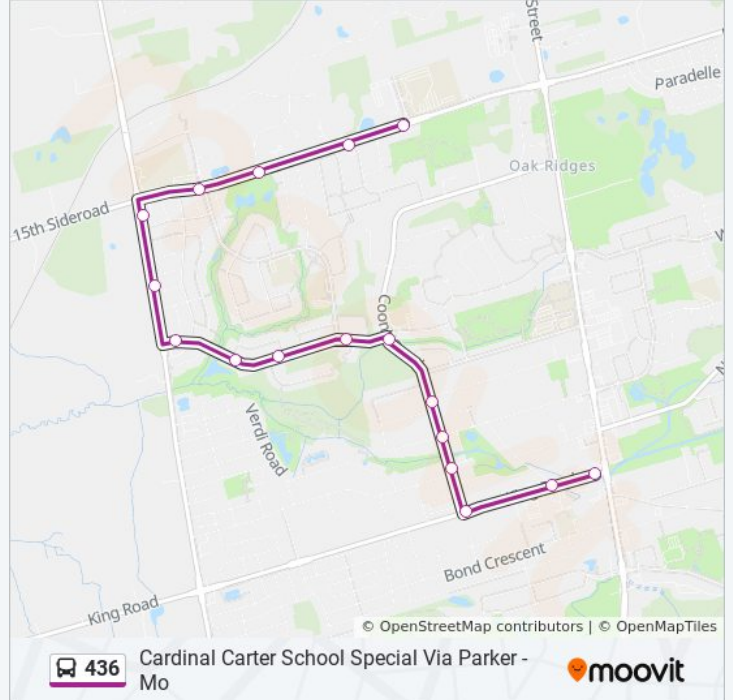 Street
Paradelle
Oak Ridges
15th Sideroad
Verdi Road
Bond Crescent
King Road
© OpenStreetMap contributors | © OpenMapTiles
436
Cardinal Carter School Special Via Parker -
Mo
moovit